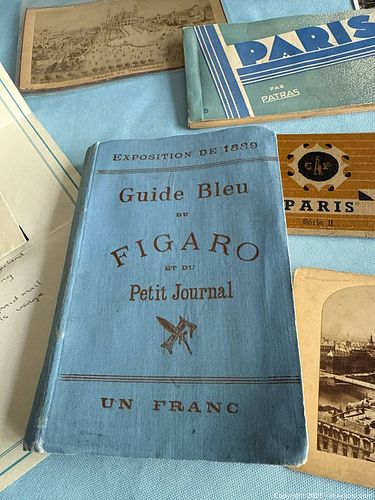 PARIS
PAR
PATRAS
EXPOSITION DE 1889
Guide Bleu
DU
FIGARO
ET DU
Petit Journal
UN FRANC
PARIS
Série II